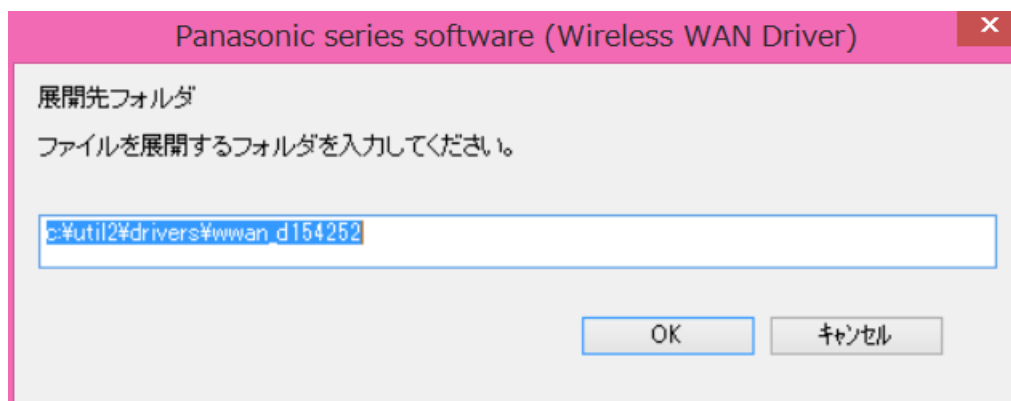 Panasonic series software (Wireless WAN Driver)
展開先フォルダ
ファイルを展開するフォルダを入力してください。
c:¥util2¥drivers¥wwan_d154252
OK
キャンセル